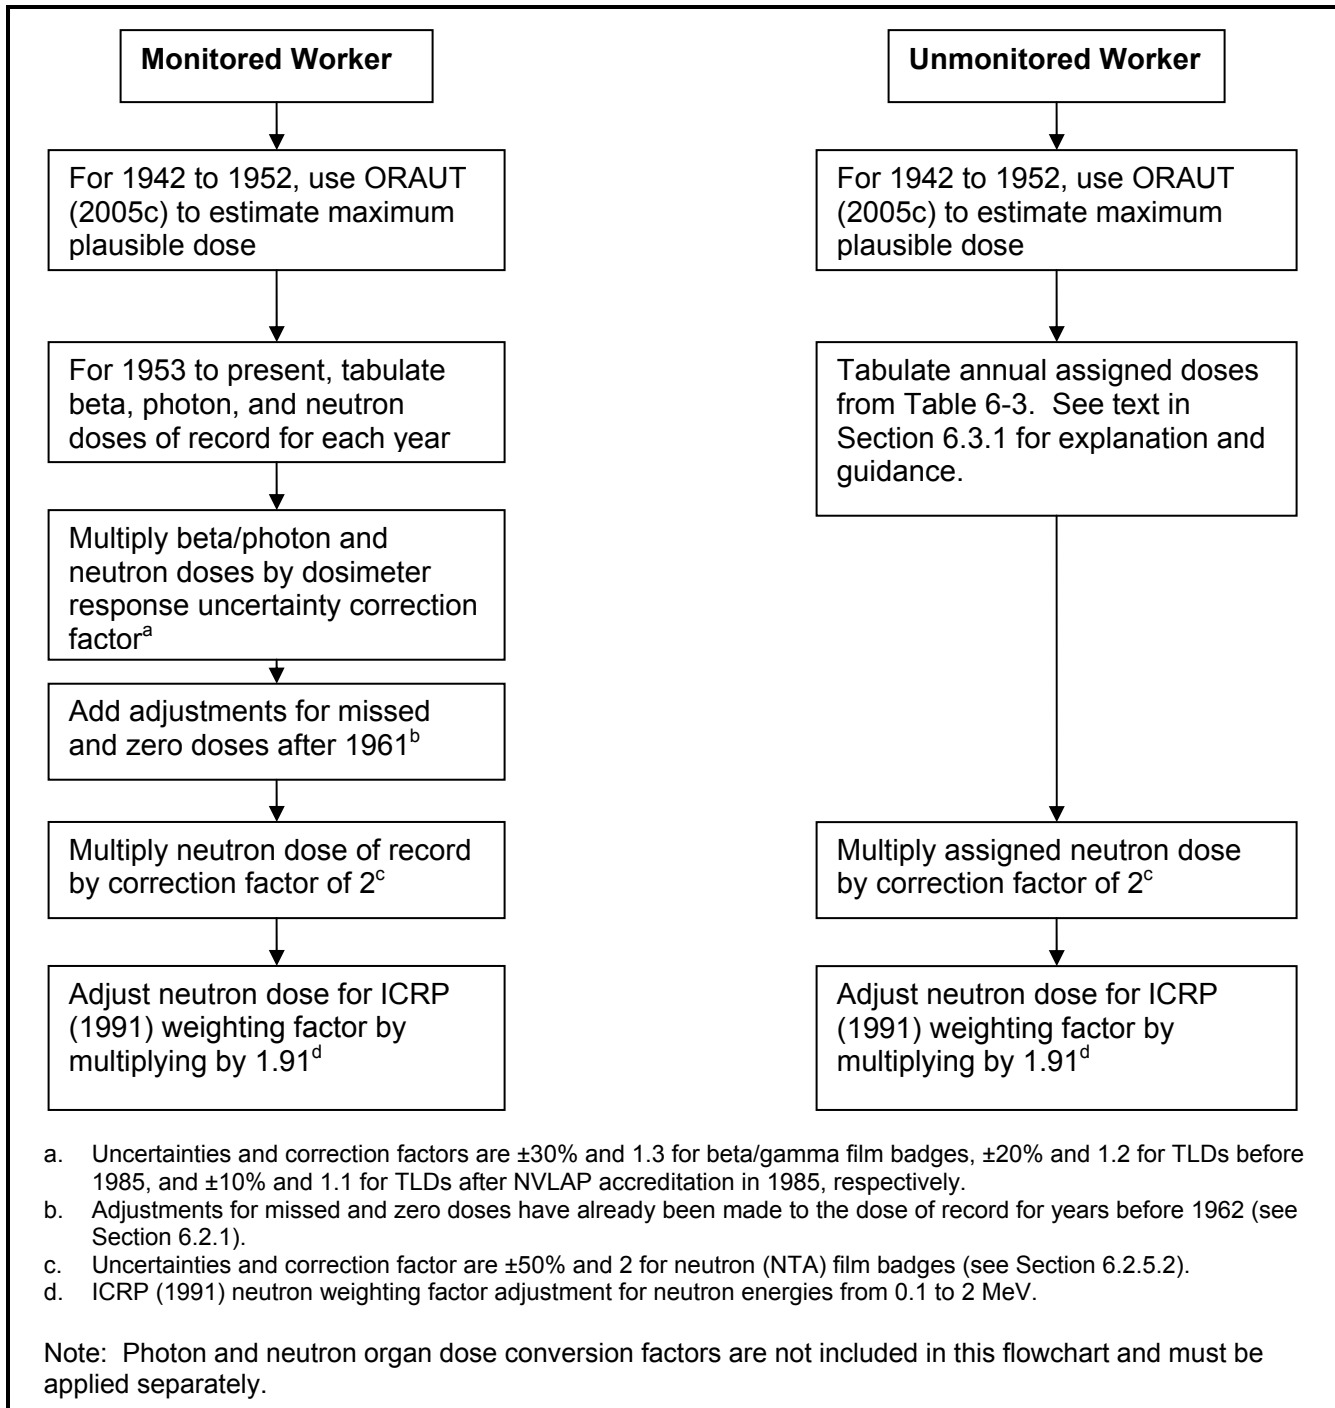 Monitored Worker
For 1942 to 1952, use ORAUT
(2005c) to estimate maximum
plausible dose
For 1953 to present, tabulate
beta, photon, and neutron
doses of record for each year
Multiply beta/photon and
neutron doses by dosimeter
response uncertainty correction
factorᵃ
Add adjustments for missed
and zero doses after 1961ᵇ
Multiply neutron dose of record
by correction factor of 2ᶜ
Adjust neutron dose for ICRP
(1991) weighting factor by
multiplying by 1.91ᵈ
Unmonitored Worker
For 1942 to 1952, use ORAUT
(2005c) to estimate maximum
plausible dose
Tabulate annual assigned doses
from Table 6-3.  See text in
Section 6.3.1 for explanation and
guidance.
Multiply assigned neutron dose
by correction factor of 2ᶜ
Adjust neutron dose for ICRP
(1991) weighting factor by
multiplying by 1.91ᵈ
a. Uncertainties and correction factors are ±30% and 1.3 for beta/gamma film badges, ±20% and 1.2 for TLDs before
1985, and ±10% and 1.1 for TLDs after NVLAP accreditation in 1985, respectively.
b. Adjustments for missed and zero doses have already been made to the dose of record for years before 1962 (see
Section 6.2.1).
c. Uncertainties and correction factor are ±50% and 2 for neutron (NTA) film badges (see Section 6.2.5.2).
d. ICRP (1991) neutron weighting factor adjustment for neutron energies from 0.1 to 2 MeV.
Note:  Photon and neutron organ dose conversion factors are not included in this flowchart and must be
applied separately.